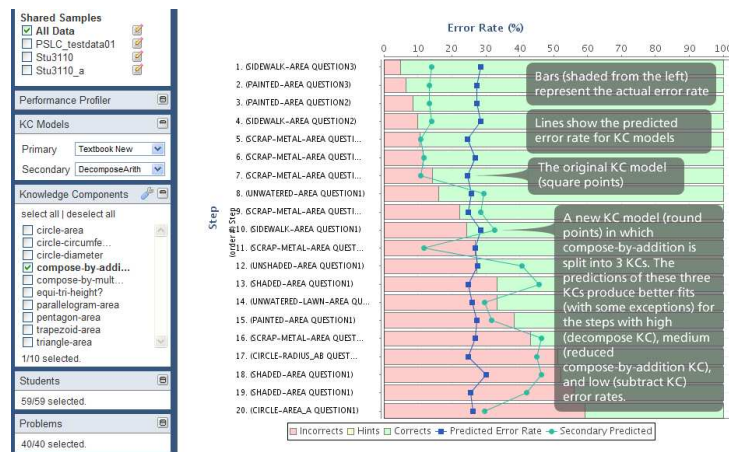 Shared Samples
All Data
PSLC_testdata01
Stu3110
Stu3110_a
Performance Profiler
KC Models
Primary Textbook New
Secondary DecomposeArith
Knowledge Components
select all | deselect all
circle-area
circle-circumfe...
circle-diameter
compose-by-addi...
compose-by-mult...
equi-tri-height?
parallelogram-area
pentagon-area
trapezoid-area
triangle-area
1/10 selected.
Students
59/59 selected.
Problems
40/40 selected.
Error Rate (%)
0 10 20 30 40 50 60 70 80 90 100
Step
(order #) Step
1. (SIDEWALK-AREA QUESTION3)
2. (PAINTED-AREA QUESTION3)
3. (PAINTED-AREA QUESTION2)
4. (SIDEWALK-AREA QUESTION2)
5. (SCRAP-METAL-AREA QUESTI...
6. (SCRAP-METAL-AREA QUESTI...
7. (SCRAP-METAL-AREA QUESTI...
8. (UNWATERED-AREA QUESTION1)
9. (SCRAP-METAL-AREA QUESTI...
10. (SIDEWALK-AREA QUESTION1)
11. (SCRAP-METAL-AREA QUEST...
12. (UNSHADED-AREA QUESTION1)
13. (SHADED-AREA QUESTION1)
14. (UNWATERED-LAWN-AREA QU...
15. (PAINTED-AREA QUESTION1)
16. (SCRAP-METAL-AREA QUEST...
17. (CIRCLE-RADIUS_AB QUEST...
18. (SHADED-AREA QUESTION1)
19. (SHADED-AREA QUESTION1)
20. (CIRCLE-AREA_A QUESTION1)
Bars (shaded from the left)
represent the actual error rate
Lines show the predicted
error rate for KC models
The original KC model
(square points)
A new KC model (round
points) in which
compose-by-addition is
split into 3 KCs. The
predictions of these three
KCs produce better fits
(with some exceptions) for
the steps with high
(decompose KC), medium
(reduced
compose-by-addition KC),
and low (subtract KC)
error rates.
Incorrects Hints Corrects Predicted Error Rate Secondary Predicted